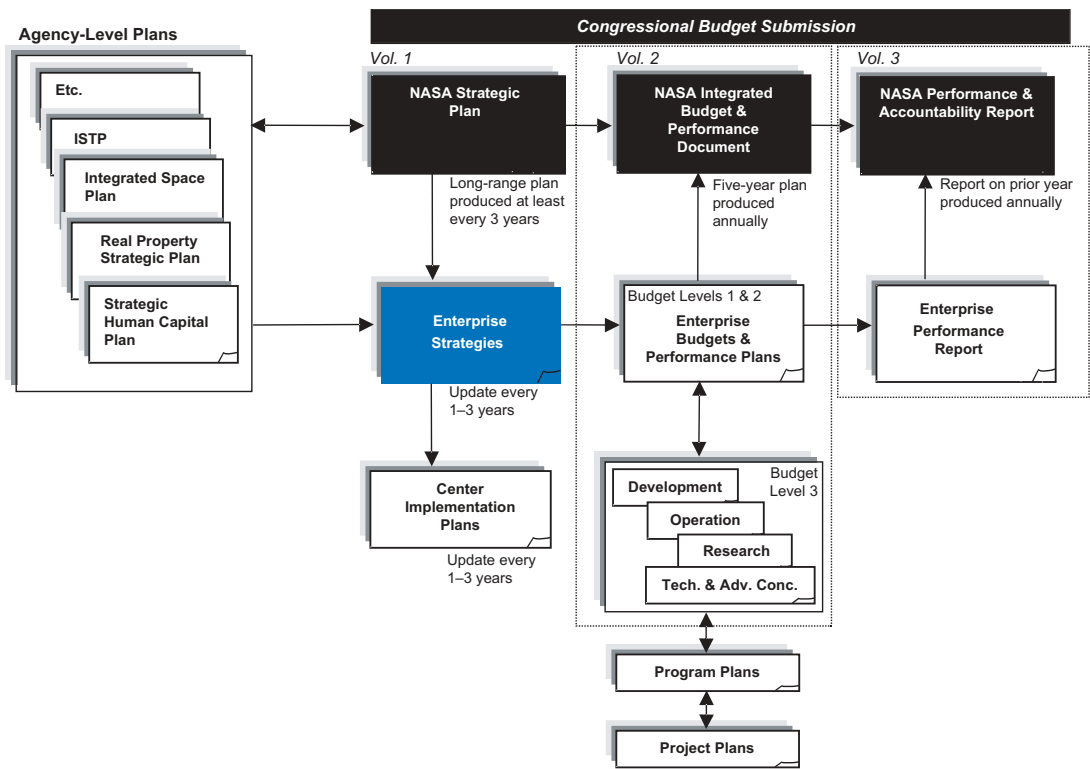 Congressional Budget Submission
Agency-Level Plans
Etc.
ISTP
Integrated Space
Plan
Real Property
Strategic Plan
Strategic
Human Capital
Plan
Vol. 1
NASA Strategic
Plan
Long-range plan
produced at least
every 3 years
Enterprise
Strategies
Update every
1–3 years
Center
Implementation
Plans
Update every
1–3 years
Vol. 2
NASA Integrated
Budget &
Performance
Document
Five-year plan
produced
annually
Budget Levels 1 & 2
Enterprise
Budgets &
Performance Plans
Budget
Level 3
Development
Operation
Research
Tech. & Adv. Conc.
Program Plans
Project Plans
Vol. 3
NASA Performance &
Accountability Report
Report on prior year
produced annually
Enterprise
Performance
Report